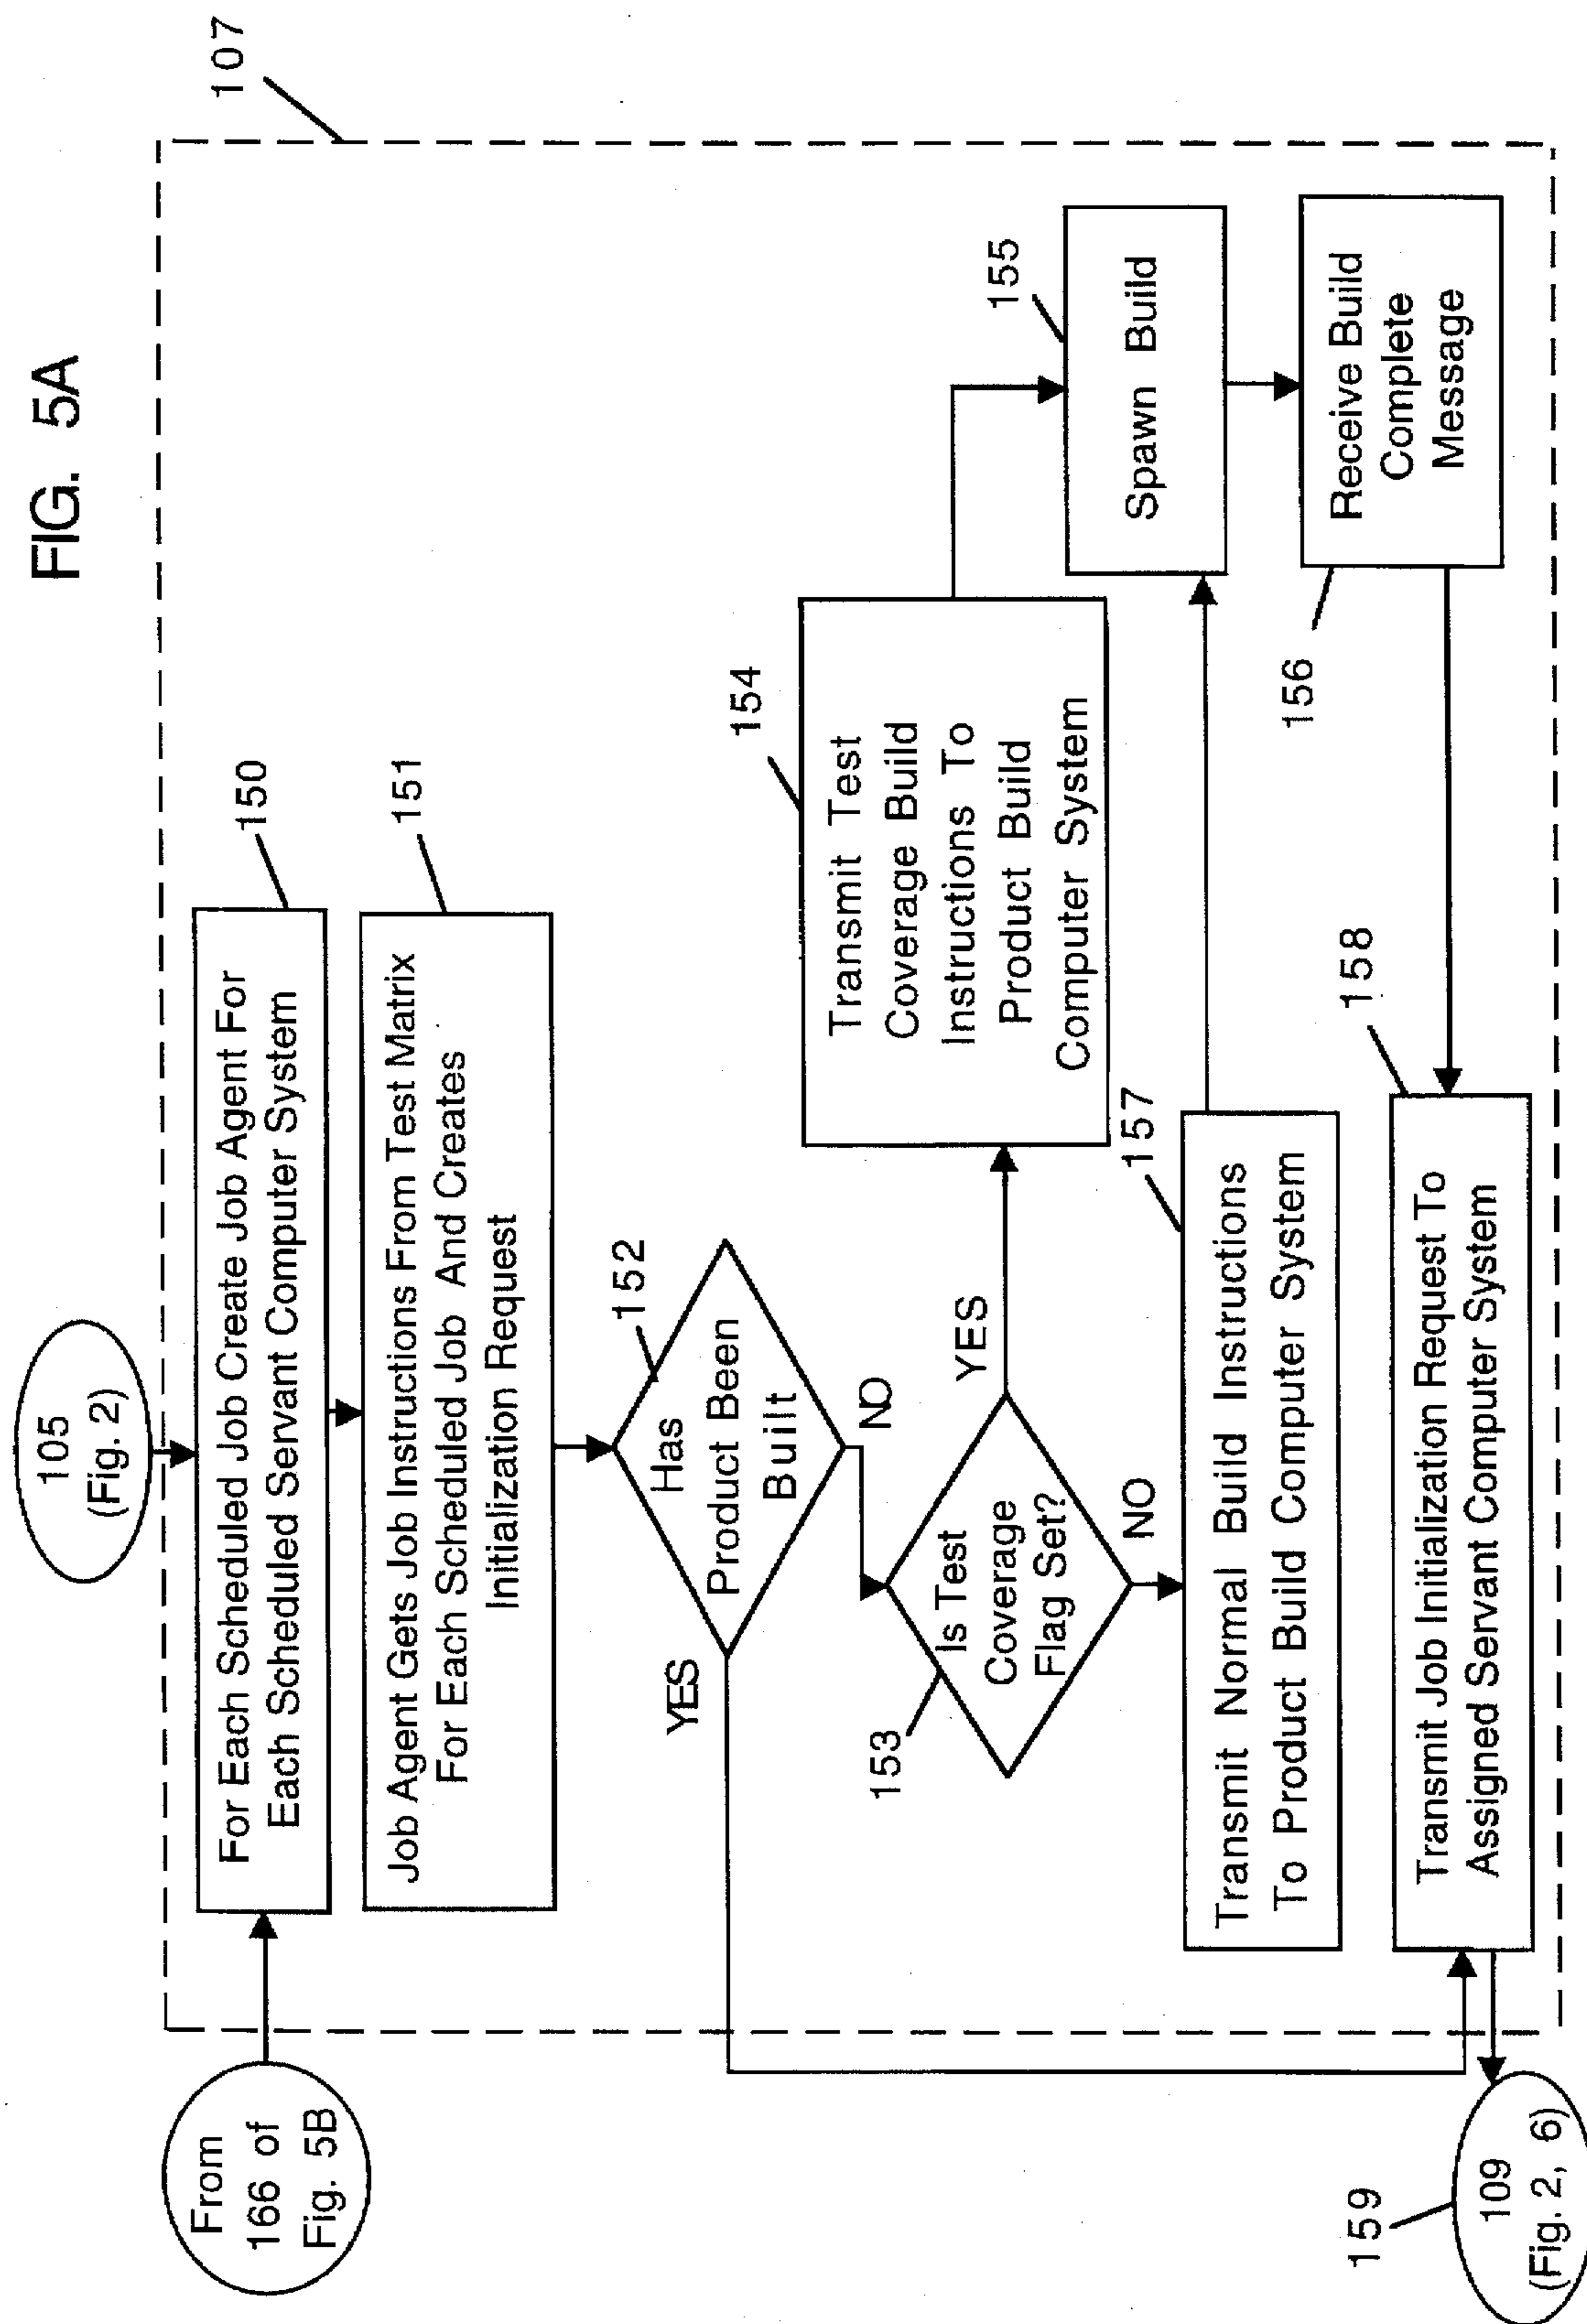 FIG. 5A
107
105
(Fig. 2)
From
166 of
Fig. 5B
150
For Each Scheduled Job Create Job Agent For
Each Scheduled Servant Computer System
151
Job Agent Gets Job Instructions From Test Matrix
For Each Scheduled Job And Creates
Initialization Request
152
Has
Product Been
Built
YES
NO
153
Is Test
Coverage
Flag Set?
YES
NO
154
Transmit Test
Coverage Build
Instructions To
Product Build
Computer System
155
Spawn Build
156
Receive Build
Complete
Message
157
Transmit Normal Build Instructions
To Product Build Computer System
158
Transmit Job Initialization Request To
Assigned Servant Computer System
159
109
(Fig. 2, 6)